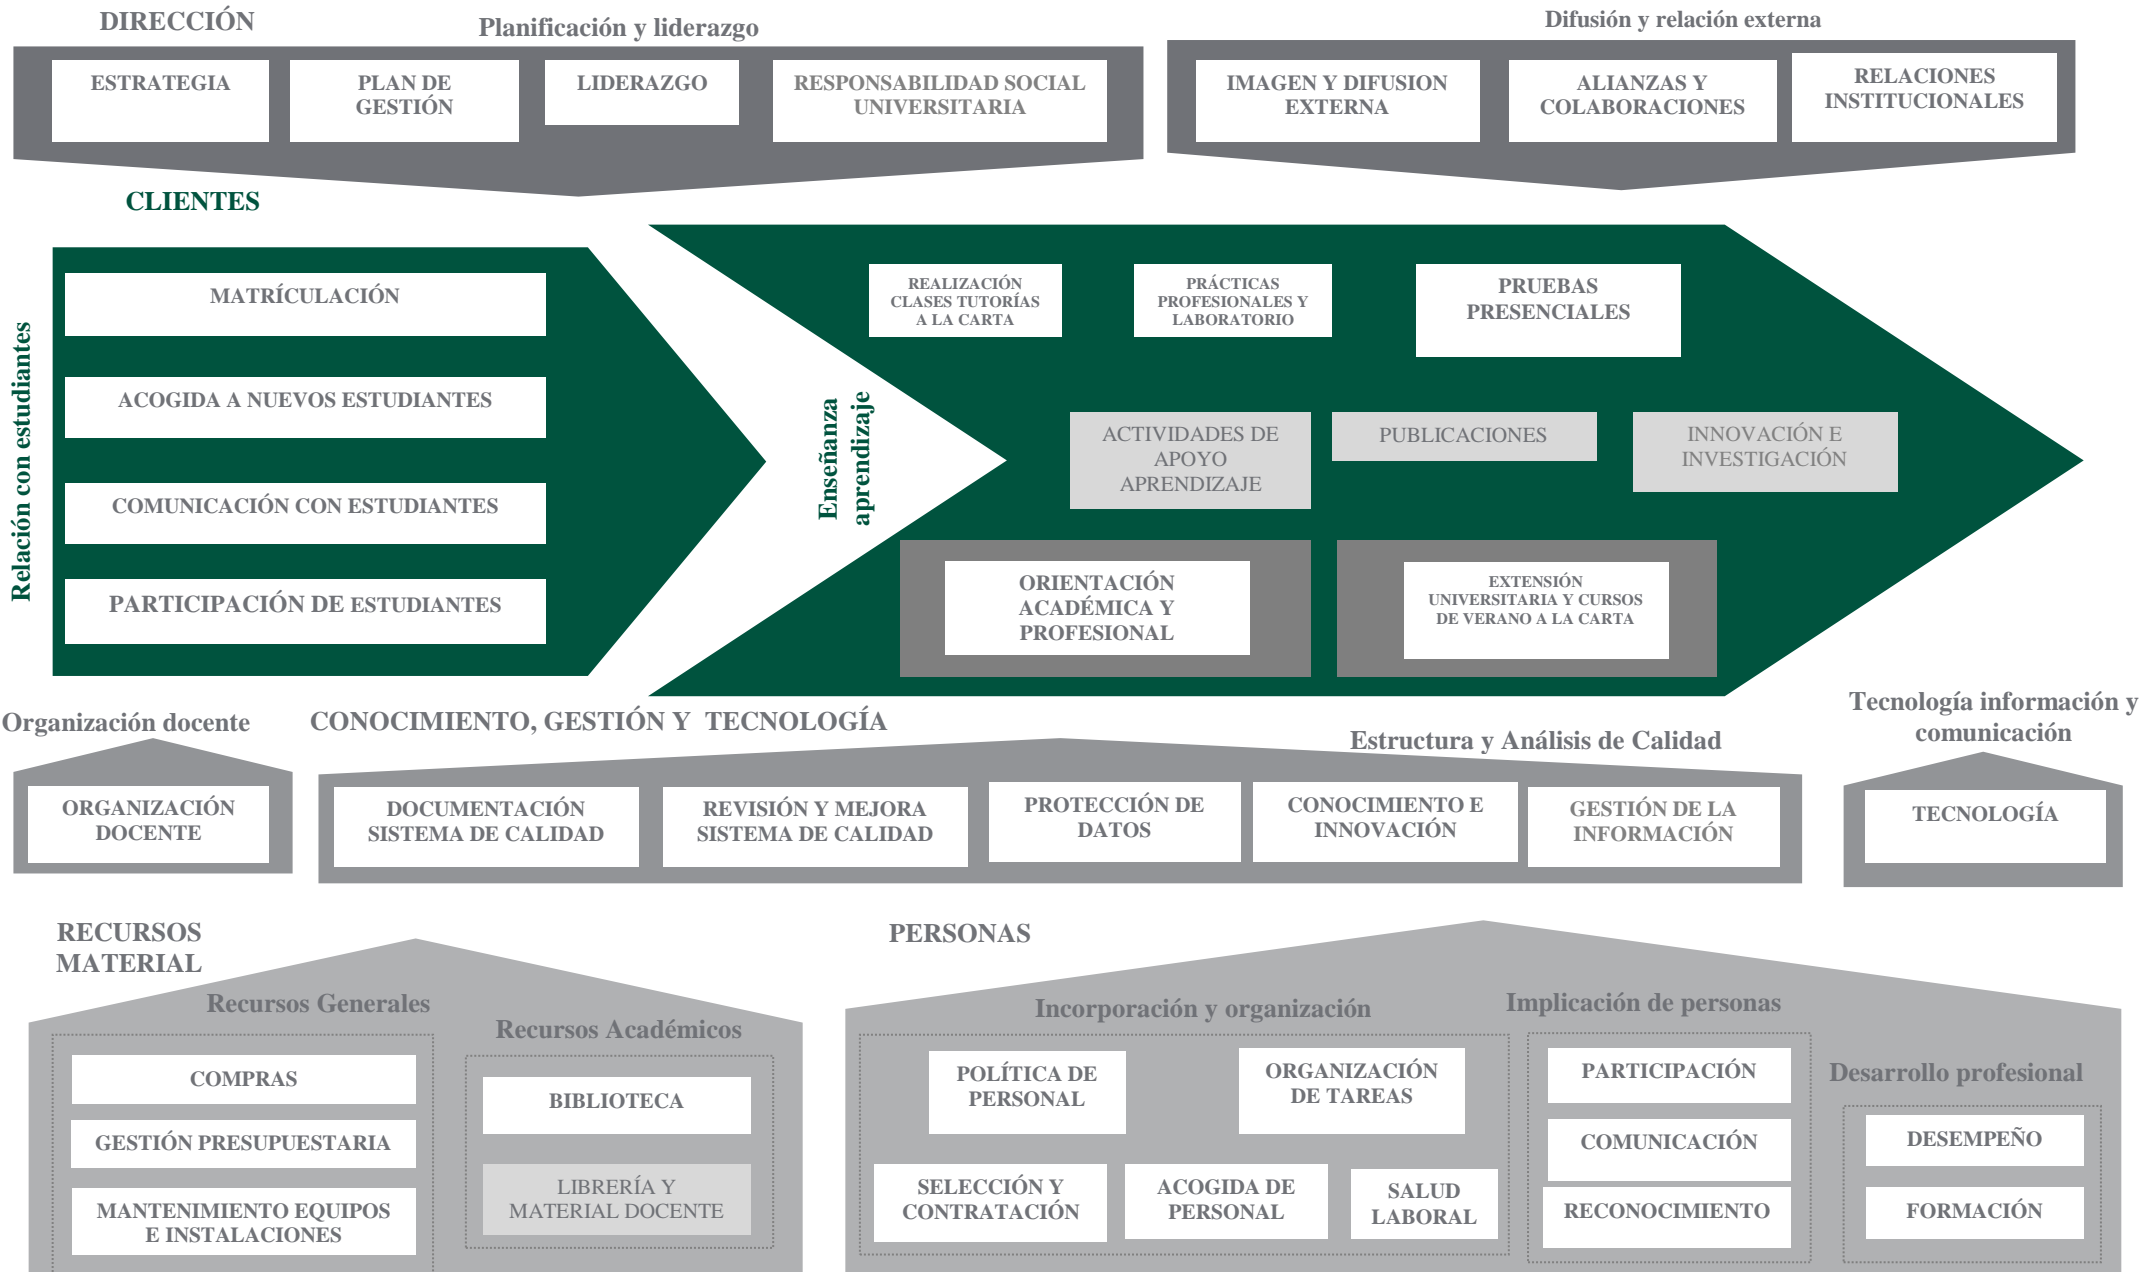 DIRECCIÓN
Planificación y liderazgo
Difusión y relación externa
ESTRATEGIA
PLAN DE
GESTIÓN
LIDERAZGO
RESPONSABILIDAD SOCIAL
UNIVERSITARIA
IMAGEN Y DIFUSION
EXTERNA
ALIANZAS Y
COLABORACIONES
RELACIONES
INSTITUCIONALES
CLIENTES
Relación con estudiantes
MATRÍCULACIÓN
ACOGIDA A NUEVOS ESTUDIANTES
COMUNICACIÓN CON ESTUDIANTES
PARTICIPACIÓN DE ESTUDIANTES
Enseñanza
aprendizaje
REALIZACIÓN
CLASES TUTORÍAS
A LA CARTA
PRÁCTICAS
PROFESIONALES Y
LABORATORIO
PRUEBAS
PRESENCIALES
ACTIVIDADES DE
APOYO
APRENDIZAJE
PUBLICACIONES
INNOVACIÓN E
INVESTIGACIÓN
ORIENTACIÓN
ACADÉMICA Y
PROFESIONAL
EXTENSIÓN
UNIVERSITARIA Y CURSOS
DE VERANO A LA CARTA
Organización docente
CONOCIMIENTO, GESTIÓN Y TECNOLOGÍA
Estructura y Análisis de Calidad
Tecnología información y
comunicación
ORGANIZACIÓN
DOCENTE
DOCUMENTACIÓN
SISTEMA DE CALIDAD
REVISIÓN Y MEJORA
SISTEMA DE CALIDAD
PROTECCIÓN DE
DATOS
CONOCIMIENTO E
INNOVACIÓN
GESTIÓN DE LA
INFORMACIÓN
TECNOLOGÍA
RECURSOS
MATERIAL
Recursos Generales
COMPRAS
GESTIÓN PRESUPUESTARIA
MANTENIMIENTO EQUIPOS
E INSTALACIONES
Recursos Académicos
BIBLIOTECA
LIBRERÍA Y
MATERIAL DOCENTE
PERSONAS
Incorporación y organización
POLÍTICA DE
PERSONAL
ORGANIZACIÓN
DE TAREAS
SELECCIÓN Y
CONTRATACIÓN
ACOGIDA DE
PERSONAL
SALUD
LABORAL
Implicación de personas
PARTICIPACIÓN
COMUNICACIÓN
RECONOCIMIENTO
Desarrollo profesional
DESEMPEÑO
FORMACIÓN